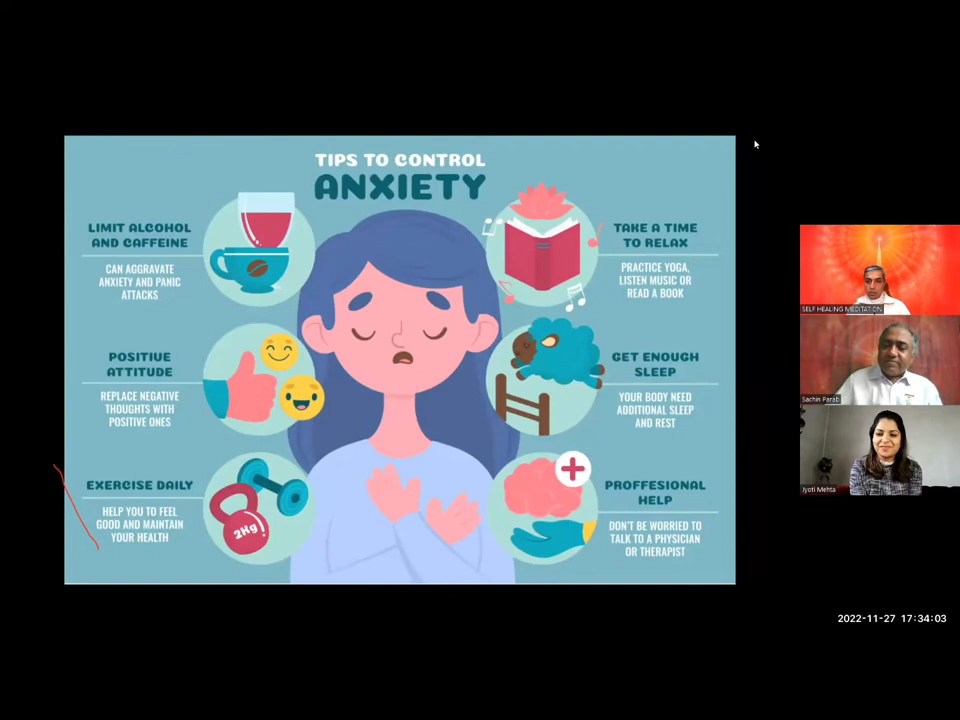 TIPS TO CONTROL
ANXIETY
LIMIT ALCOHOL
AND CAFFEINE
CAN AGGRAVATE
ANXIETY AND PANIC
ATTACKS
POSITIVE
ATTITUDE
REPLACE NEGATIVE
THOUGHTS WITH
POSITIVE ONES
EXERCISE DAILY
HELP YOU TO FEEL
GOOD AND MAINTAIN
YOUR HEALTH
2Kg
TAKE A TIME
TO RELAX
PRACTICE YOGA,
LISTEN MUSIC OR
READ A BOOK
GET ENOUGH
SLEEP
YOUR BODY NEED
ADDITIONAL SLEEP
AND REST
PROFFESIONAL
HELP
DON'T BE WORRIED TO
TALK TO A PHYSICIAN
OR THERAPIST
SELF HEALING MEDITATION
Sachin Parab
Jyoti Mehta
2022-11-27 17:34:03